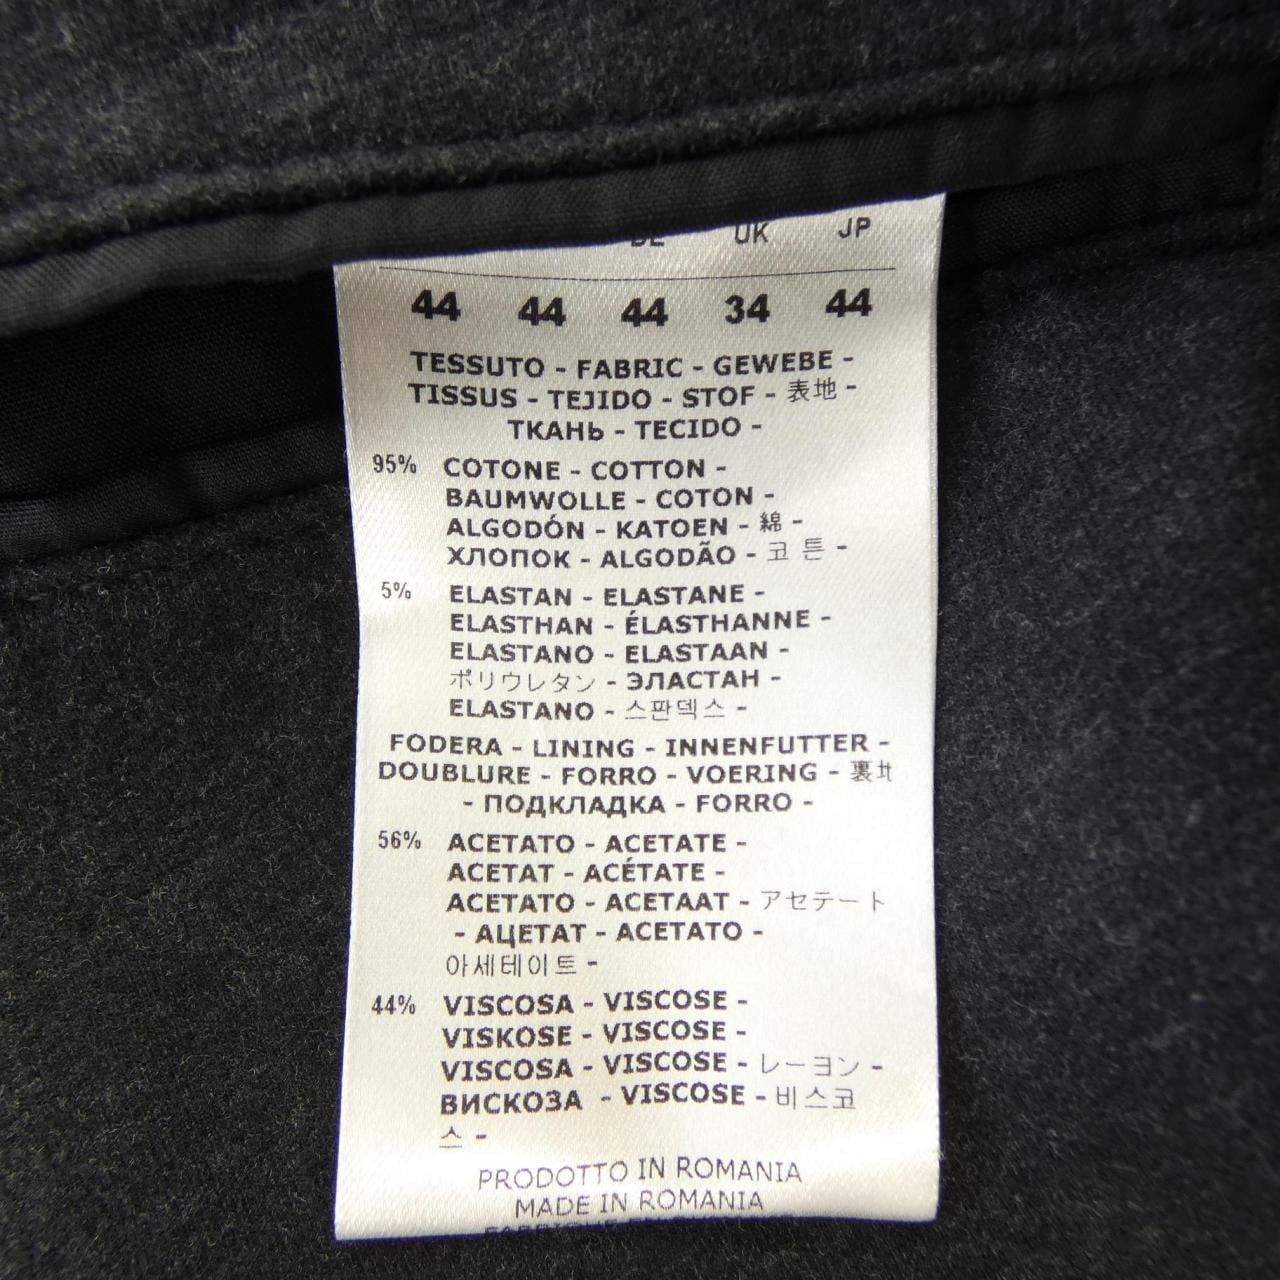 DE UK JP
44 44 44 34 44
TESSUTO - FABRIC - GEWEBE -
TISSUS - TEJIDO - STOF - 表地 -
ТКАНЬ - TECIDO -
95% COTONE - COTTON -
BAUMWOLLE - COTON -
ALGODÓN - KATOEN - 綿 -
ХЛОПОК - ALGODÃO - 코튼 -
5% ELASTAN - ELASTANE -
ELASTHAN - ÉLASTHANNE -
ELASTANO - ELASTAAN -
ポリウレタン - ЭЛАСТАН -
ELASTANO - 스판덱스 -
FODERA - LINING - INNENFUTTER -
DOUBLURE - FORRO - VOERING - 裏地
- ПОДКЛАДКА - FORRO -
56% ACETATO - ACETATE -
ACETAT - ACÉTATE -
ACETATO - ACETAAT - アセテート
- АЦЕТАТ - ACETATO -
아세테이트 -
44% VISCOSA - VISCOSE -
VISKOSE - VISCOSE -
VISCOSA - VISCOSE - レーヨン -
ВИСКОЗА - VISCOSE - 비스코
스 -
PRODOTTO IN ROMANIA
MADE IN ROMANIA